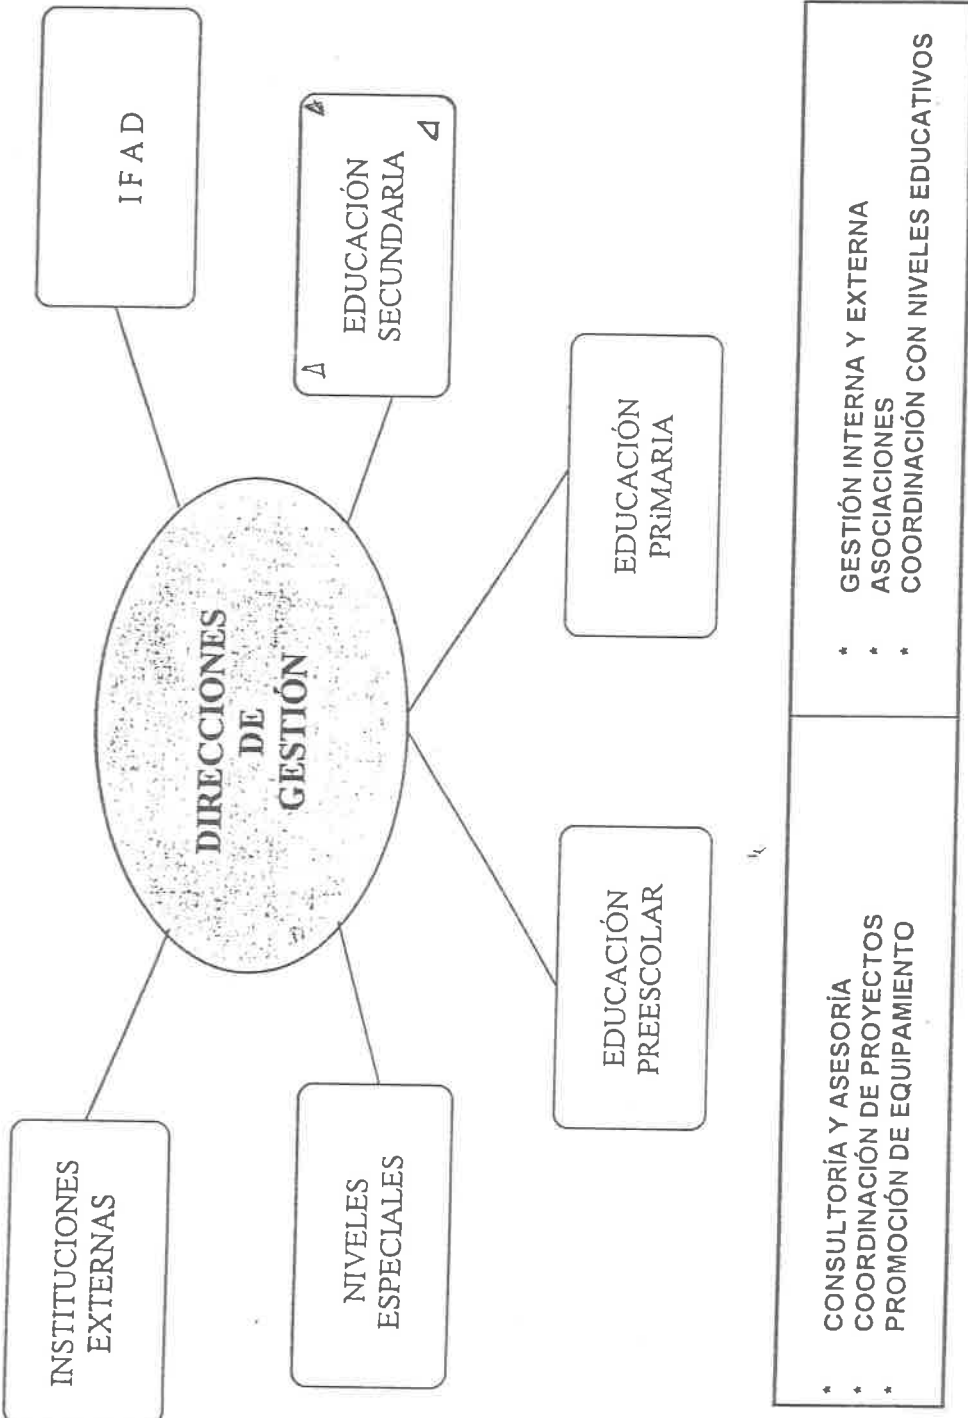 INSTITUCIONES
EXTERNAS
IFAD
DIRECCIONES
DE
GESTIÓN
NIVELES
ESPECIALES
EDUCACIÓN
SECUNDARIA
EDUCACIÓN
PREESCOLAR
EDUCACIÓN
PRiMARIA
* CONSULTORÍA Y ASESORÍA
* COORDINACIÓN DE PROYECTOS
* PROMOCIÓN DE EQUIPAMIENTO
* GESTIÓN INTERNA Y EXTERNA
* ASOCIACIONES
* COORDINACIÓN CON NIVELES EDUCATIVOS